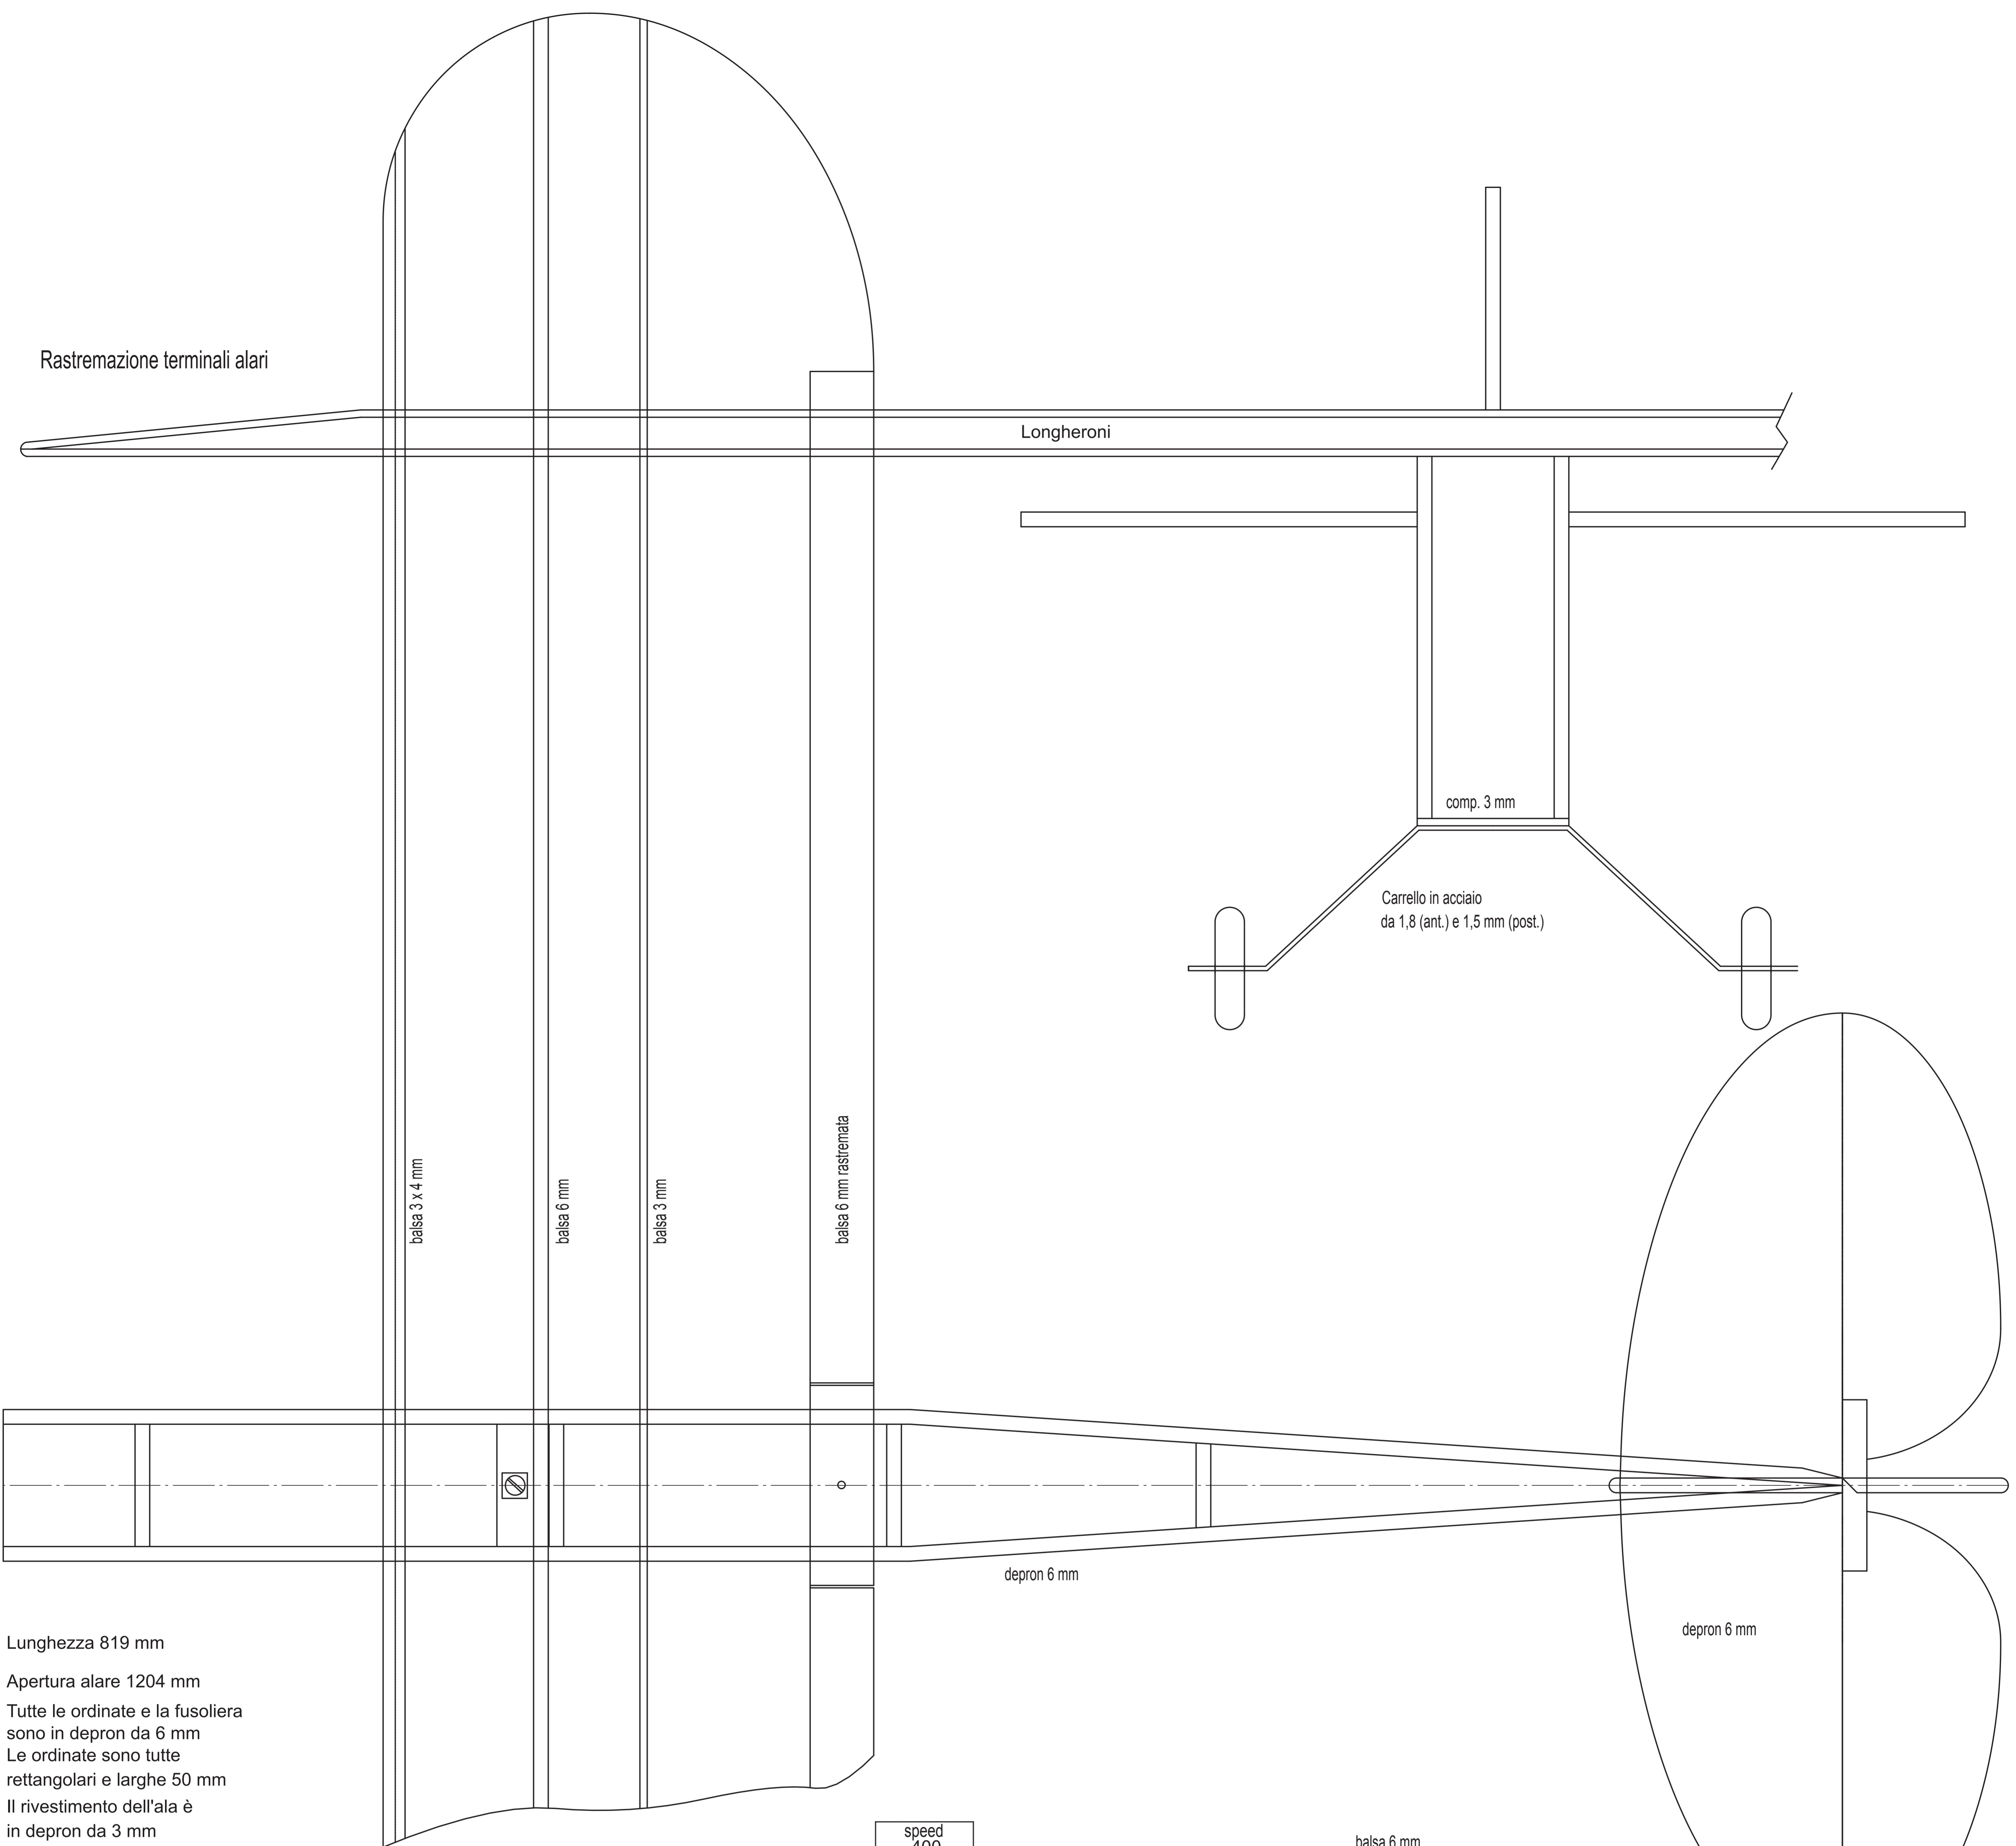 Rastremazione terminali alari
Longheroni
comp. 3 mm
Carrello in acciaio
da 1,8 (ant.) e 1,5 mm (post.)
balsa 3 x 4 mm
balsa 6 mm
balsa 3 mm
balsa 6 mm rastremata
depron 6 mm
depron 6 mm
Lunghezza 819 mm
Apertura alare 1204 mm
Tutte le ordinate e la fusoliera
sono in depron da 6 mm
Le ordinate sono tutte
rettangolari e larghe 50 mm
Il rivestimento dell'ala è
in depron da 3 mm
speed
400
balsa 6 mm